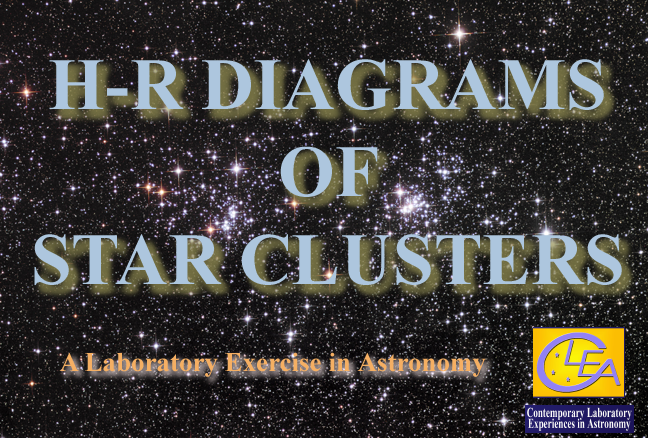 H-R DIAGRAMS
OF
STAR CLUSTERS
A Laboratory Exercise in Astronomy
CLEA
Contemporary Laboratory
Experiences in Astronomy